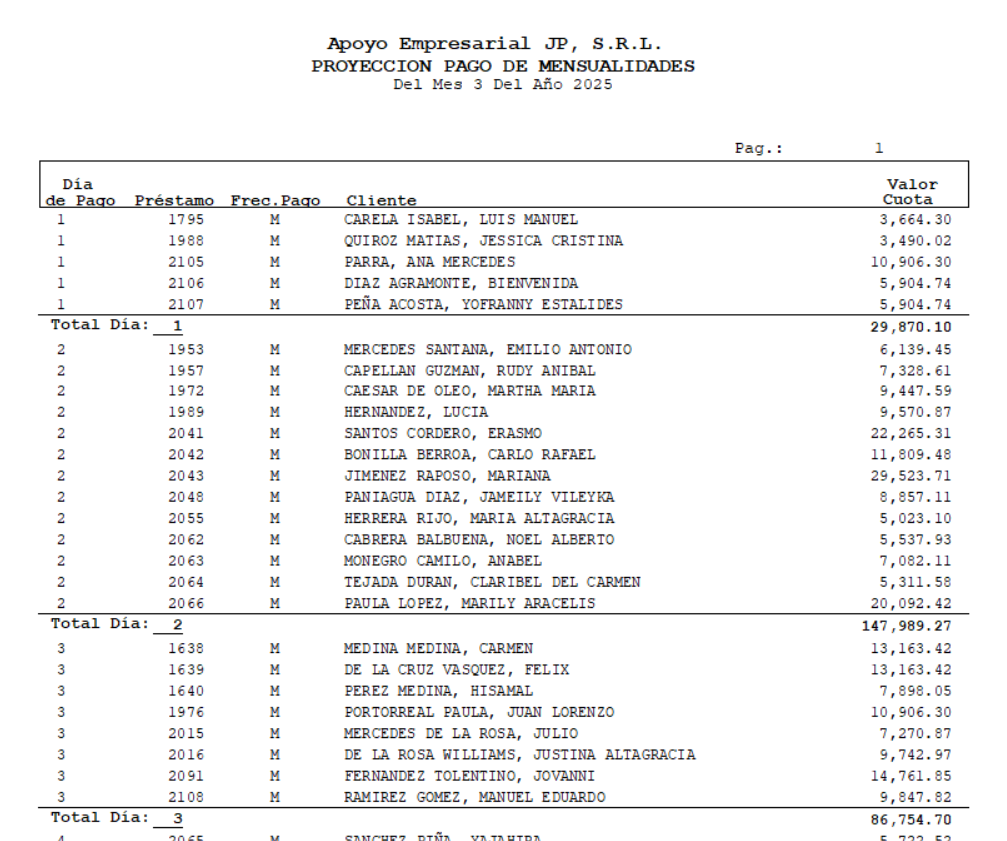 Apoyo Empresarial JP, S.R.L.
PROYECCION PAGO DE MENSUALIDADES
Del Mes 3 Del Año 2025
Pag.: 1
Día Valor
de Pago Préstamo Frec.Pago Cliente Cuota
1 1795 M CARELA ISABEL, LUIS MANUEL 3,664.30
1 1988 M QUIROZ MATIAS, JESSICA CRISTINA 3,490.02
1 2105 M PARRA, ANA MERCEDES 10,906.30
1 2106 M DIAZ AGRAMONTE, BIENVENIDA 5,904.74
1 2107 M PEÑA ACOSTA, YOFRANNY ESTALIDES 5,904.74
Total Día: 1 29,870.10
2 1953 M MERCEDES SANTANA, EMILIO ANTONIO 6,139.45
2 1957 M CAPELLAN GUZMAN, RUDY ANIBAL 7,328.61
2 1972 M CAESAR DE OLEO, MARTHA MARIA 9,447.59
2 1989 M HERNANDEZ, LUCIA 9,570.87
2 2041 M SANTOS CORDERO, ERASMO 22,265.31
2 2042 M BONILLA BERROA, CARLO RAFAEL 11,809.48
2 2043 M JIMENEZ RAPOSO, MARIANA 29,523.71
2 2048 M PANIAGUA DIAZ, JAMEILY VILEYKA 8,857.11
2 2055 M HERRERA RIJO, MARIA ALTAGRACIA 5,023.10
2 2062 M CABRERA BALBUENA, NOEL ALBERTO 5,537.93
2 2063 M MONEGRO CAMILO, ANABEL 7,082.11
2 2064 M TEJADA DURAN, CLARIBEL DEL CARMEN 5,311.58
2 2066 M PAULA LOPEZ, MARILY ARACELIS 20,092.42
Total Día: 2 147,989.27
3 1638 M MEDINA MEDINA, CARMEN 13,163.42
3 1639 M DE LA CRUZ VASQUEZ, FELIX 13,163.42
3 1640 M PEREZ MEDINA, HISAMAL 7,898.05
3 1976 M PORTORREAL PAULA, JUAN LORENZO 10,906.30
3 2015 M MERCEDES DE LA ROSA, JULIO 7,270.87
3 2016 M DE LA ROSA WILLIAMS, JUSTINA ALTAGRACIA 9,742.97
3 2091 M FERNANDEZ TOLENTINO, JOVANNI 14,761.85
3 2108 M RAMIREZ GOMEZ, MANUEL EDUARDO 9,847.82
Total Día: 3 86,754.70